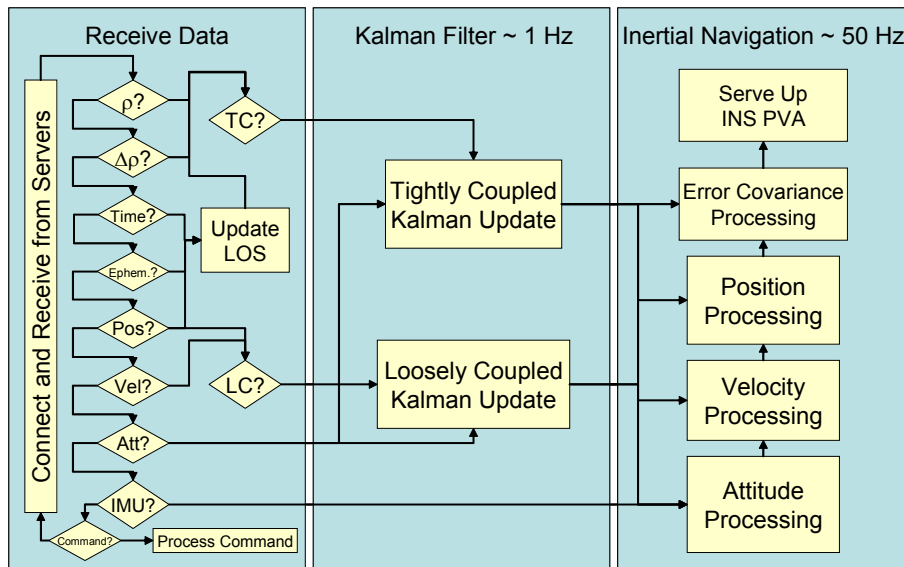 Receive Data
Kalman Filter ~ 1 Hz
Inertial Navigation ~ 50 Hz
Connect and Receive from Servers
ρ?
Δρ?
Time?
Ephem.?
Pos?
Vel?
Att?
IMU?
Command?
Process Command
TC?
Update
LOS
LC?
Tightly Coupled
Kalman Update
Loosely Coupled
Kalman Update
Serve Up
INS PVA
Error Covariance
Processing
Position
Processing
Velocity
Processing
Attitude
Processing